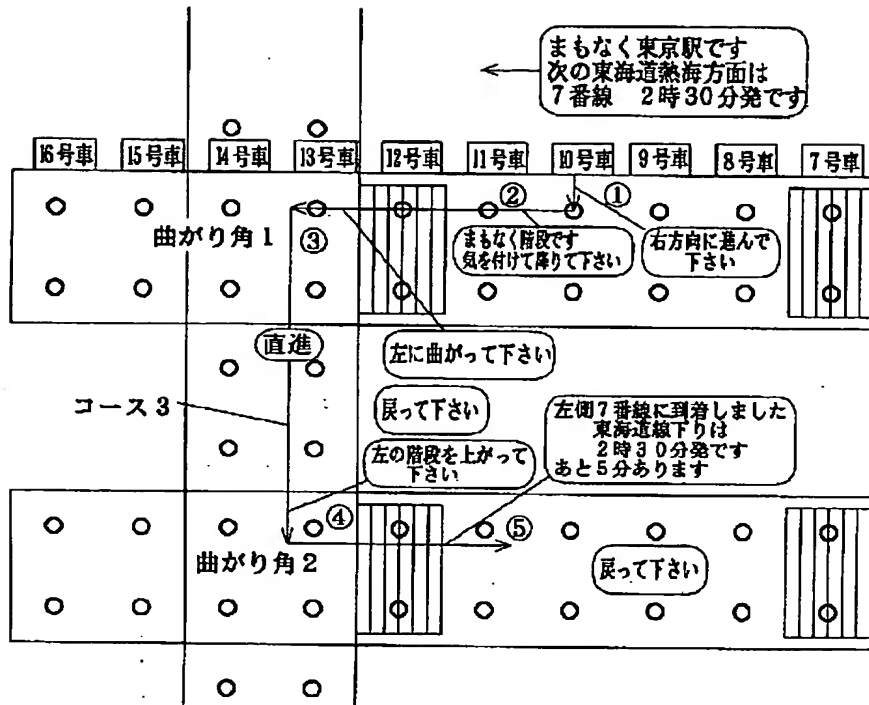 まもなく東京駅です
次の東海道熱海方面は
7番線 2時30分発です
16号車
15号車
14号車
13号車
12号車
11号車
10号車
9号車
8号車
7号車
①
②
③
曲がり角1
まもなく階段です
気を付けて降りて下さい
右方向に進んで
下さい
直進
左に曲がって下さい
コース3
戻って下さい
左側7番線に到着しました
東海道線下りは
2時30分発です
あと5分あります
左の階段を上がって
下さい
④
⑤
曲がり角2
戻って下さい